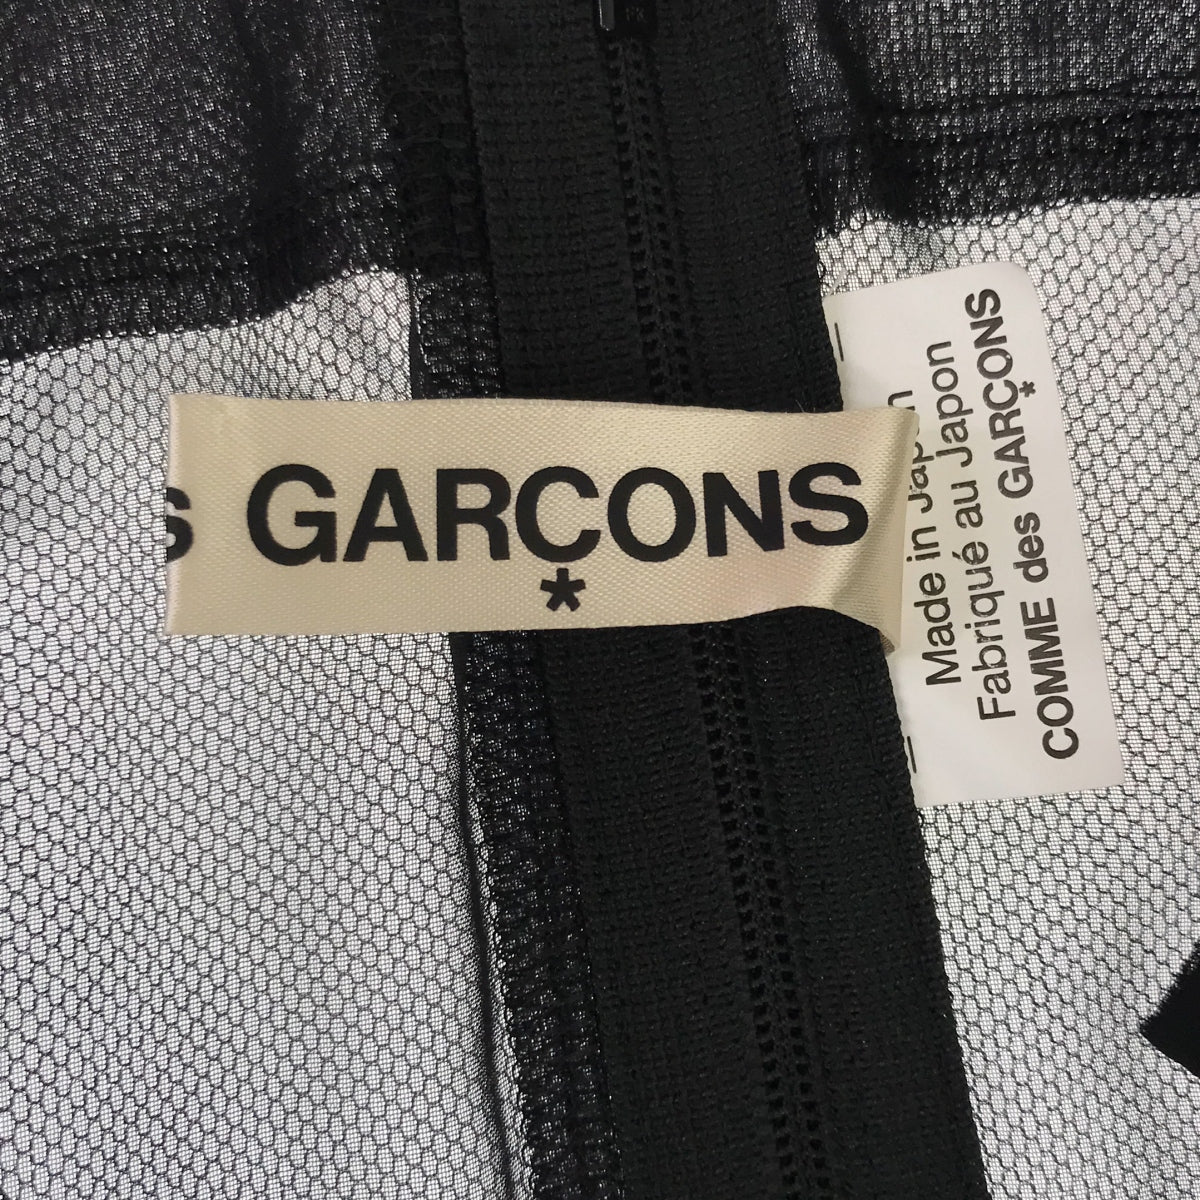 s GARÇONS
*
Made in Japan
Fabriqué au Japon
COMME des GARÇONS
*